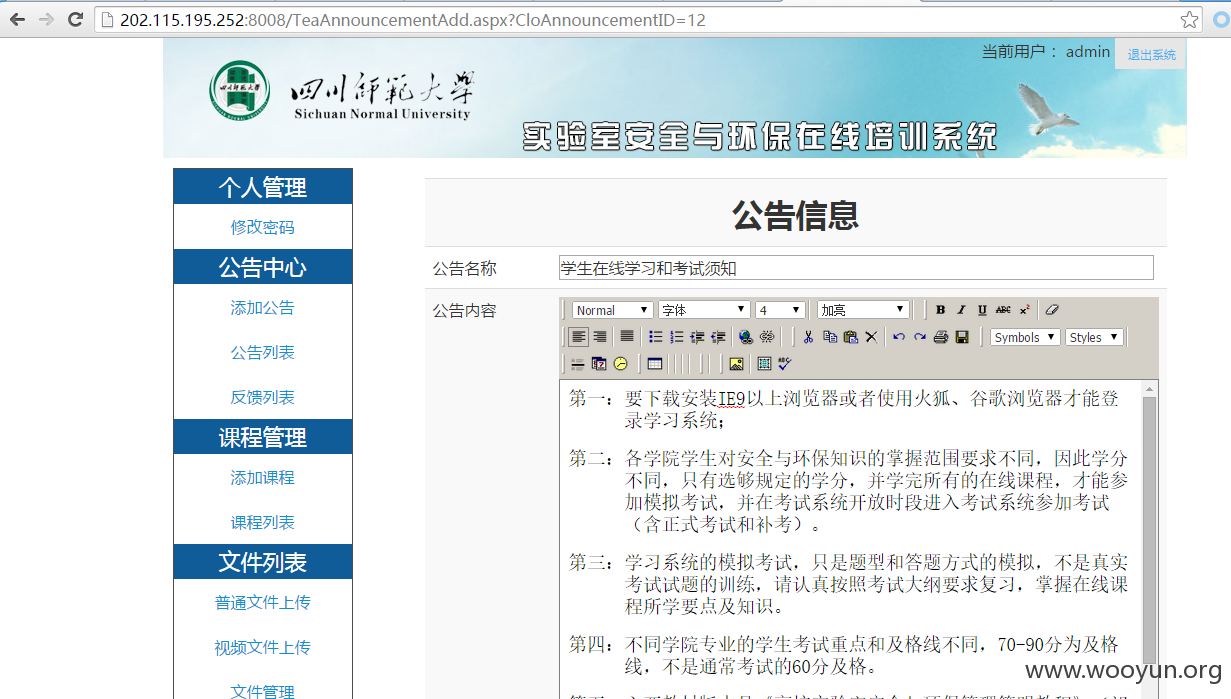 202.115.195.252:8008/TeaAnnouncementAdd.aspx?CloAnnouncementID=12
当前用户： admin
退出系统
四川师范大学
Sichuan Normal University
实验室安全与环保在线培训系统
个人管理
修改密码
公告中心
添加公告
公告列表
反馈列表
课程管理
添加课程
课程列表
文件列表
普通文件上传
视频文件上传
文件管理
公告信息
公告名称
学生在线学习和考试须知
公告内容
Normal 字体 4 加亮 B I U ABC x²
Symbols Styles
第一：要下载安装IE9以上浏览器或者使用火狐、谷歌浏览器才能登
录学习系统；
第二：各学院学生对安全与环保知识的掌握范围要求不同，因此学分
不同，只有选够规定的学分，并学完所有的在线课程，才能参
加模拟考试，并在考试系统开放时段进入考试系统参加考试
（含正式考试和补考）。
第三：学习系统的模拟考试，只是题型和答题方式的模拟，不是真实
考试试题的训练，请认真按照考试大纲要求复习，掌握在线课
程所学要点及知识。
第四：不同学院专业的学生考试重点和及格线不同，70-90分为及格
线，不是通常考试的60分及格。
www.wooyun.org